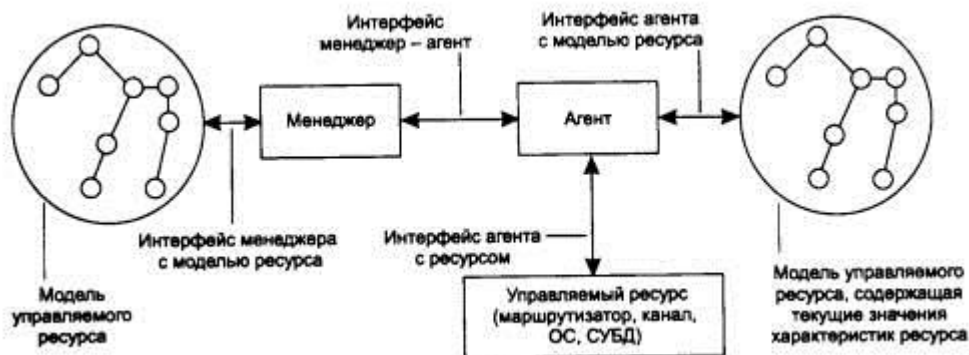 Интерфейс
менеджер – агент
Интерфейс агента
с моделью ресурса
Менеджер
Агент
Интерфейс менеджера
с моделью ресурса
Интерфейс агента
с ресурсом
Модель
управляемого
ресурса
Управляемый ресурс
(маршрутизатор, канал,
ОС, СУБД)
Модель управляемого
ресурса, содержащая
текущие значения
характеристик ресурса